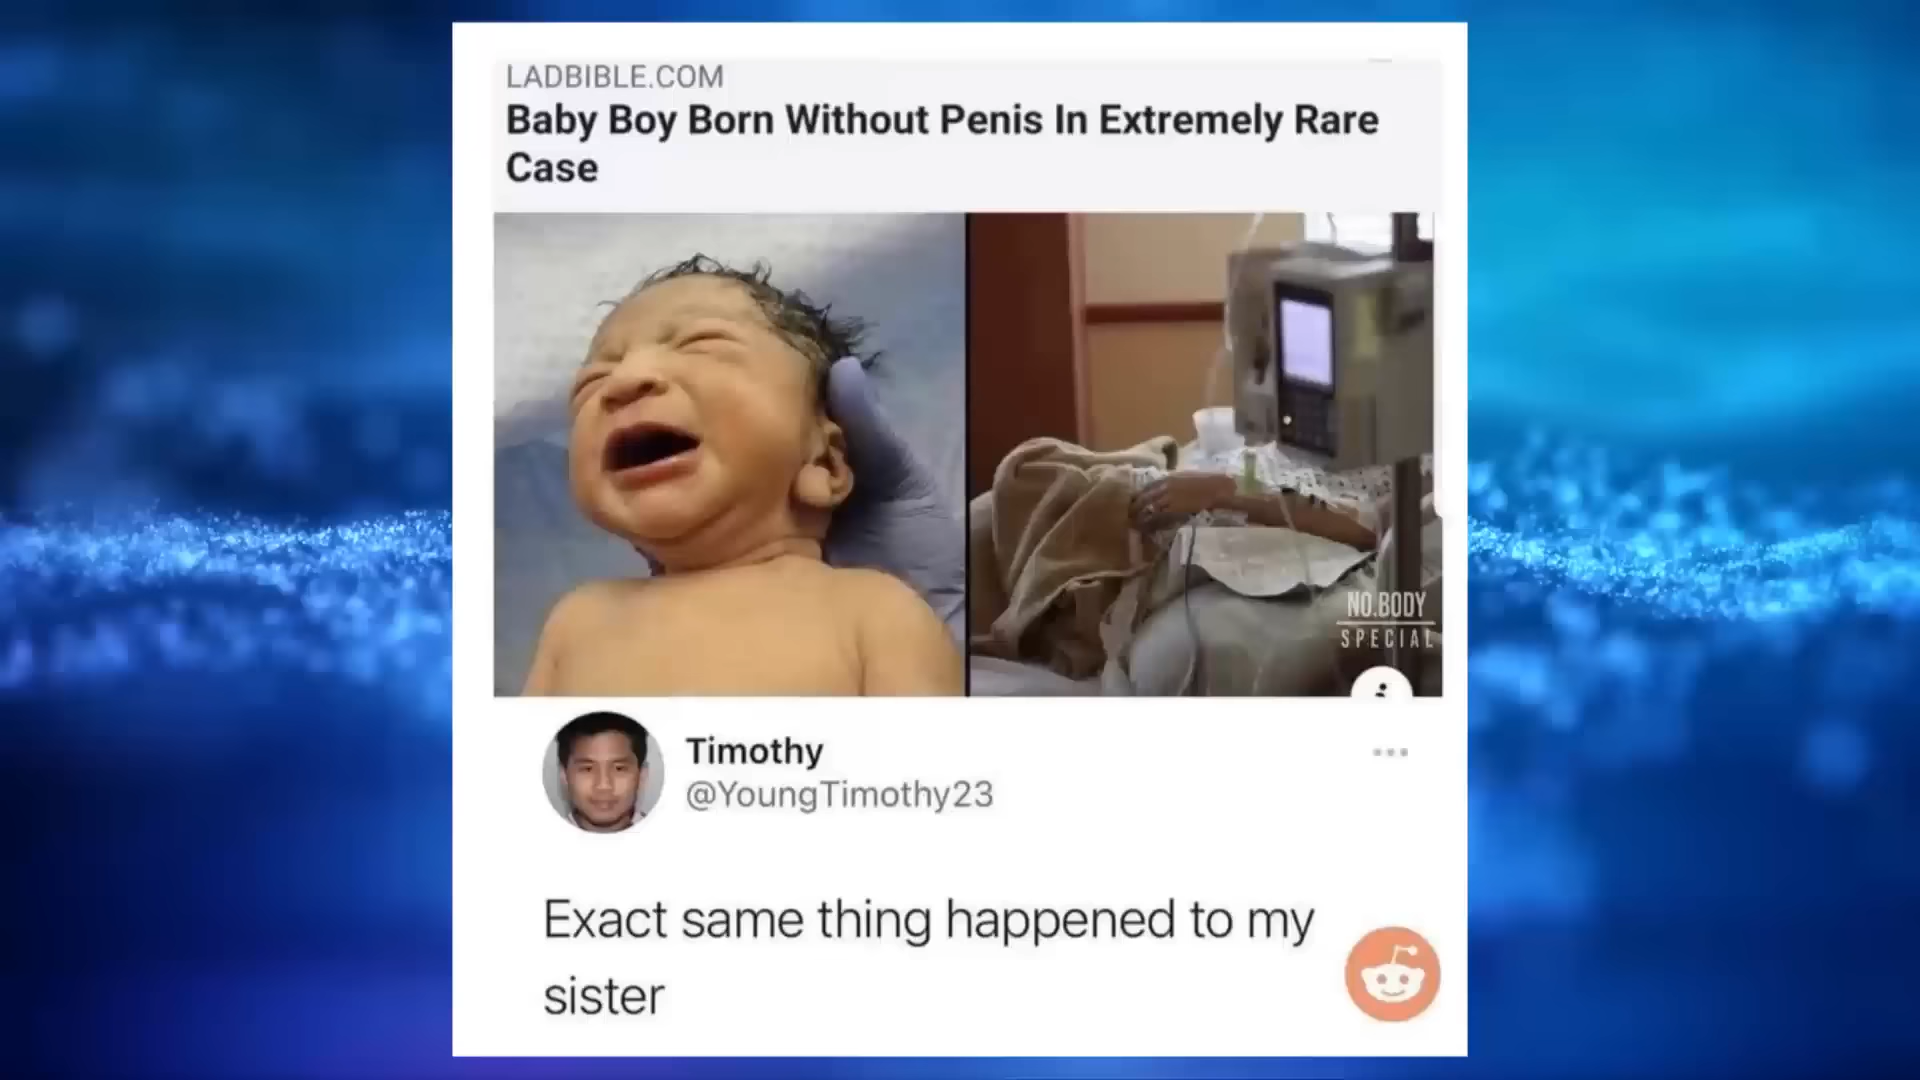 LADBIBLE.COM
Baby Boy Born Without Penis In Extremely Rare
Case
NO.BODY
SPECIAL
Timothy
@YoungTimothy23
Exact same thing happened to my
sister